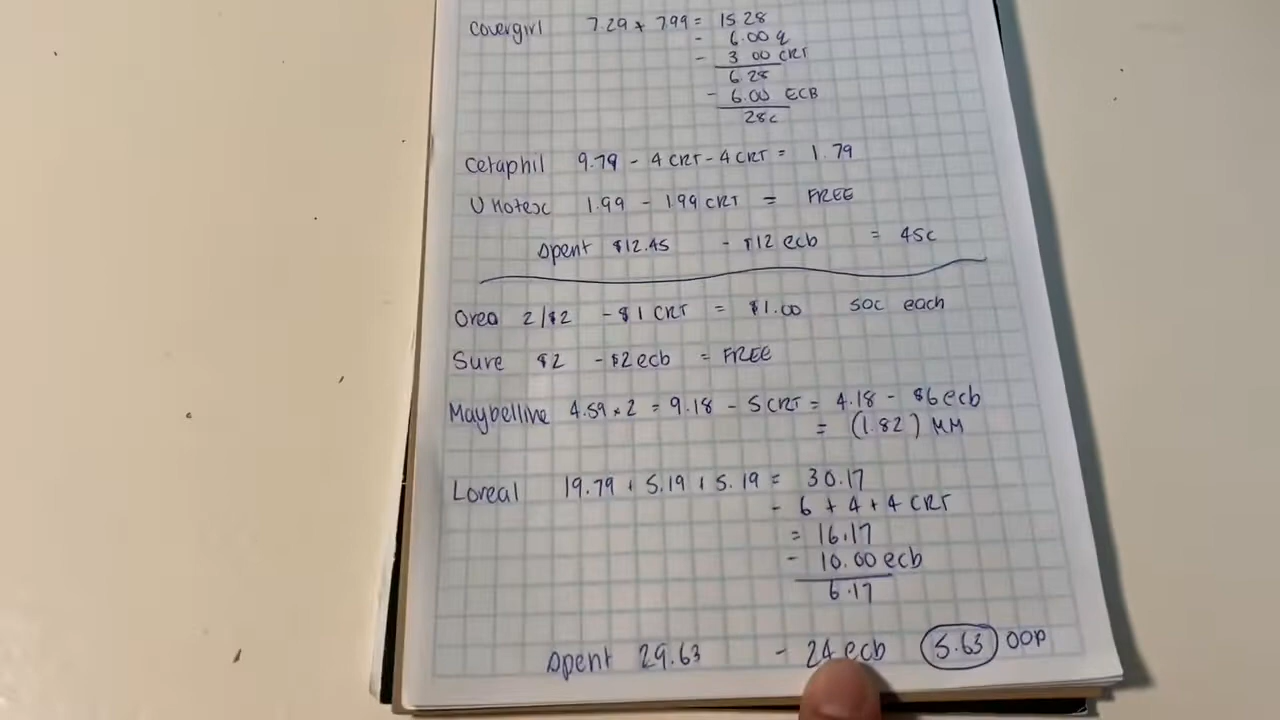 Covergirl 7.29 + 7.99 = 15.28
- 6.00 q
- 3 00 CRT
6.28
- 6.00 ECB
28c
Cetaphil 9.79 - 4 CRT - 4 CRT = 1.79
U Kotex 1.99 - 1.99 CRT = FREE
Spent $12.45 - $12 ecb = 45c
Oreo 2/$2 - $1 CRT = $1.00 50c each
Sure $2 - $2 ecb = FREE
Maybelline 4.59 x 2 = 9.18 - 5 CRT = 4.18 - $6 ecb
= (1.82) MM
Loreal 19.79 + 5.19 + 5.19 = 30.17
- 6 + 4 + 4 CRT
= 16.17
- 10.00 ecb
6.17
Spent 29.63 - 24 ecb 5.63 OOP